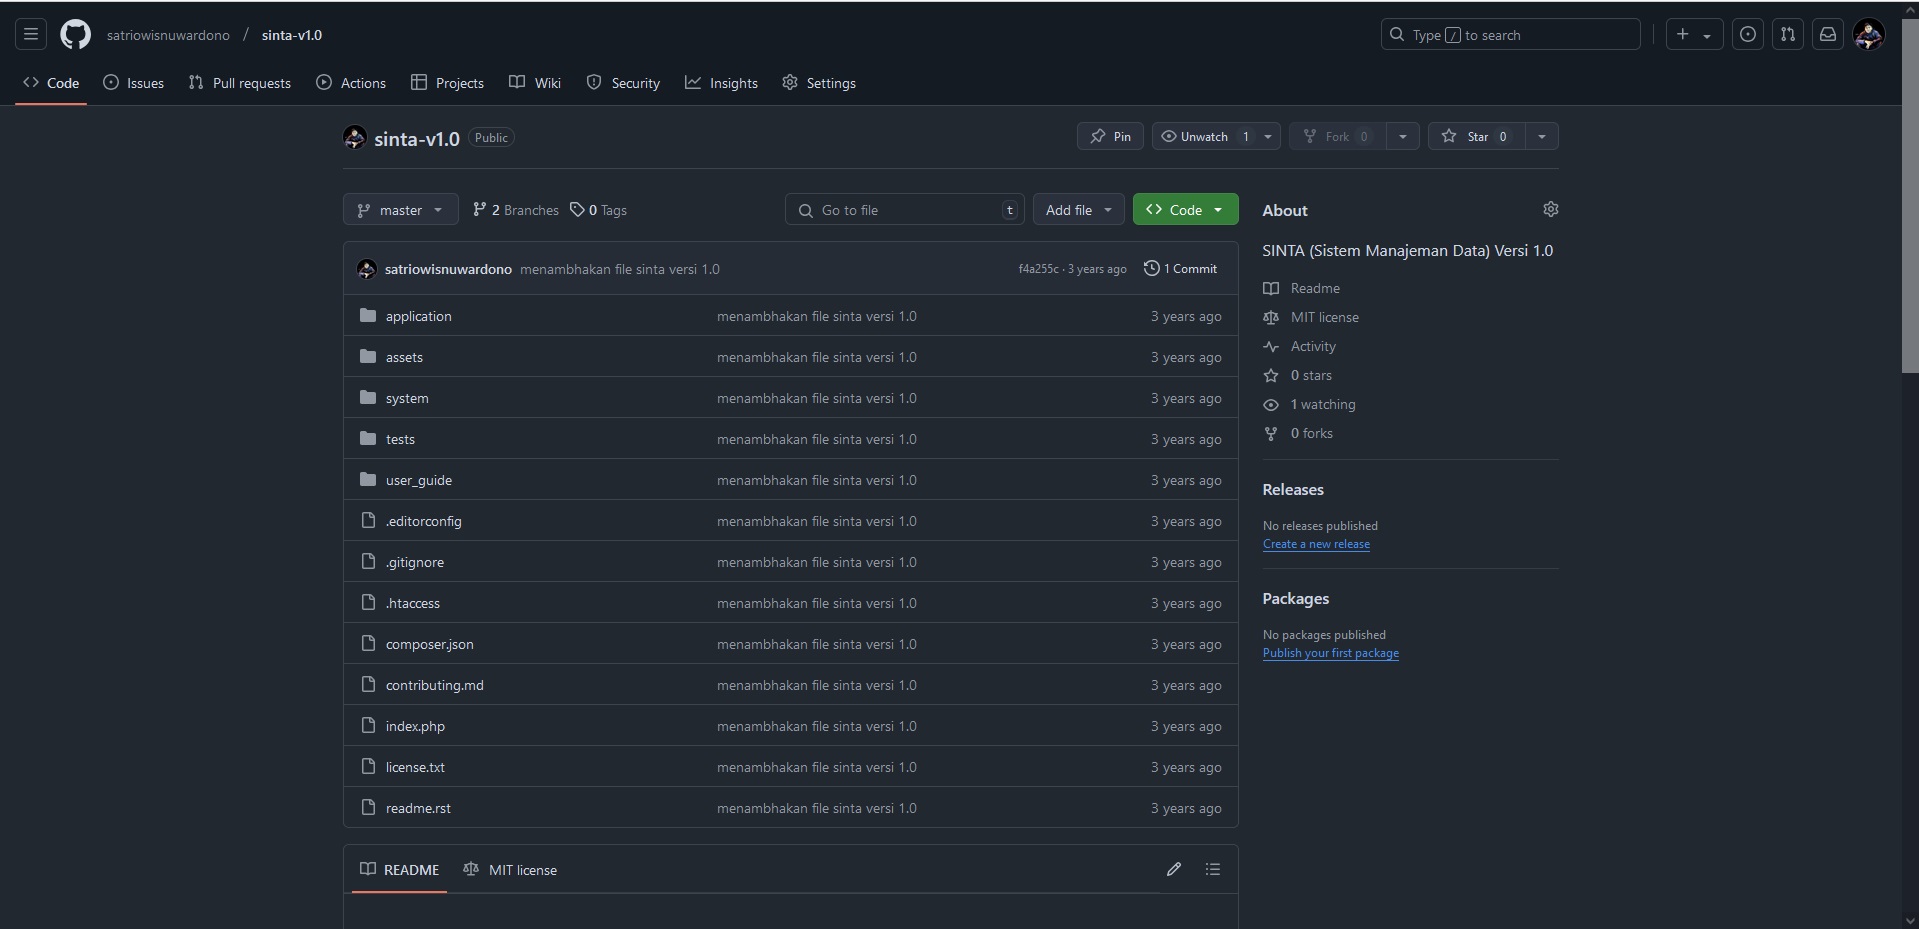 satriowisnuwardono / sinta-v1.0
Type / to search
Code Issues Pull requests Actions Projects Wiki Security Insights Settings
sinta-v1.0 Public
Pin Unwatch 1 Fork 0 Star 0
master 2 Branches 0 Tags
Go to file t Add file Code
satriowisnuwardono menambhakan file sinta versi 1.0 f4a255c · 3 years ago 1 Commit
application menambhakan file sinta versi 1.0 3 years ago
assets menambhakan file sinta versi 1.0 3 years ago
system menambhakan file sinta versi 1.0 3 years ago
tests menambhakan file sinta versi 1.0 3 years ago
user_guide menambhakan file sinta versi 1.0 3 years ago
.editorconfig menambhakan file sinta versi 1.0 3 years ago
.gitignore menambhakan file sinta versi 1.0 3 years ago
.htaccess menambhakan file sinta versi 1.0 3 years ago
composer.json menambhakan file sinta versi 1.0 3 years ago
contributing.md menambhakan file sinta versi 1.0 3 years ago
index.php menambhakan file sinta versi 1.0 3 years ago
license.txt menambhakan file sinta versi 1.0 3 years ago
readme.rst menambhakan file sinta versi 1.0 3 years ago
README MIT license
About
SINTA (Sistem Manajeman Data) Versi 1.0
Readme
MIT license
Activity
0 stars
1 watching
0 forks
Releases
No releases published
Create a new release
Packages
No packages published
Publish your first package